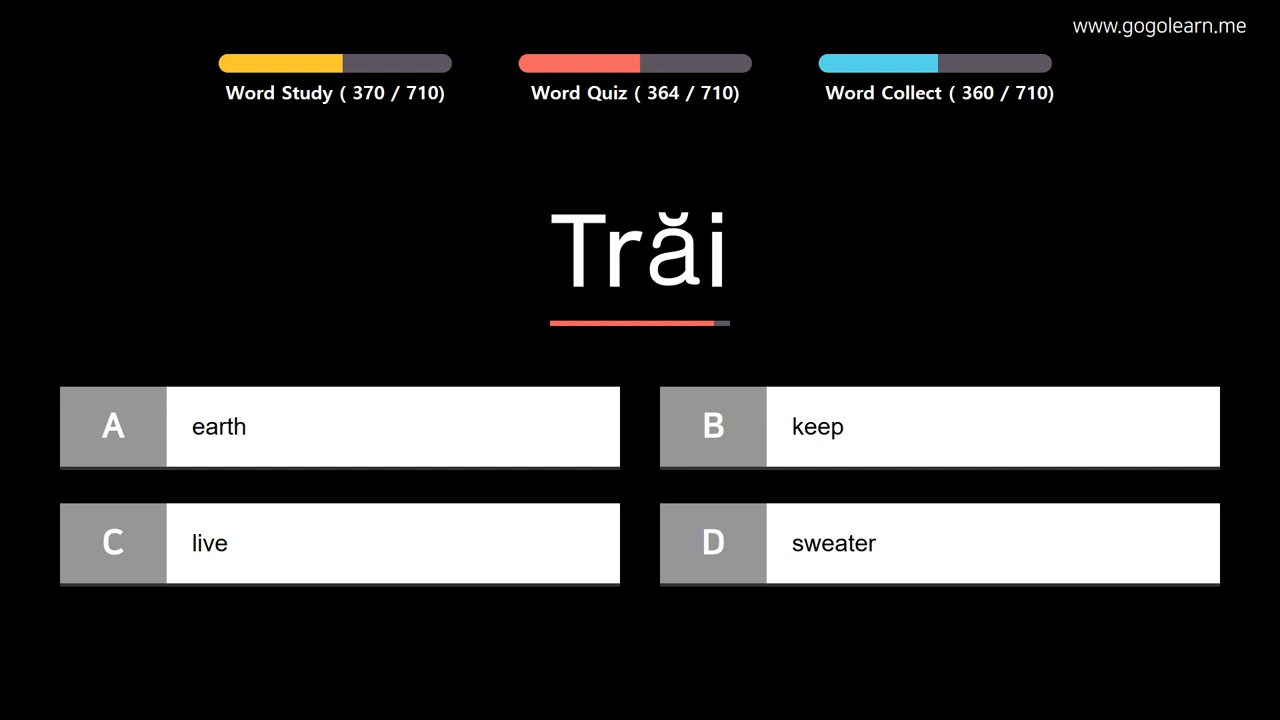 www.gogolearn.me
Word Study ( 370 / 710)
Word Quiz ( 364 / 710)
Word Collect ( 360 / 710)
Trăi
A earth
B keep
C live
D sweater